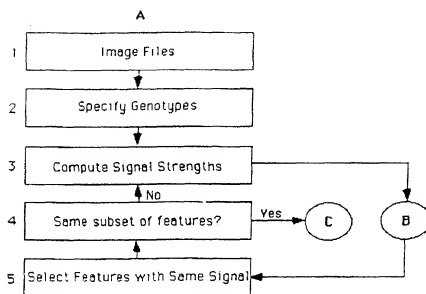 A
1 Image Files
2 Specify Genotypes
3 Compute Signal Strengths
No
4 Same subset of features? Yes C B
5 Select Features with Same Signal